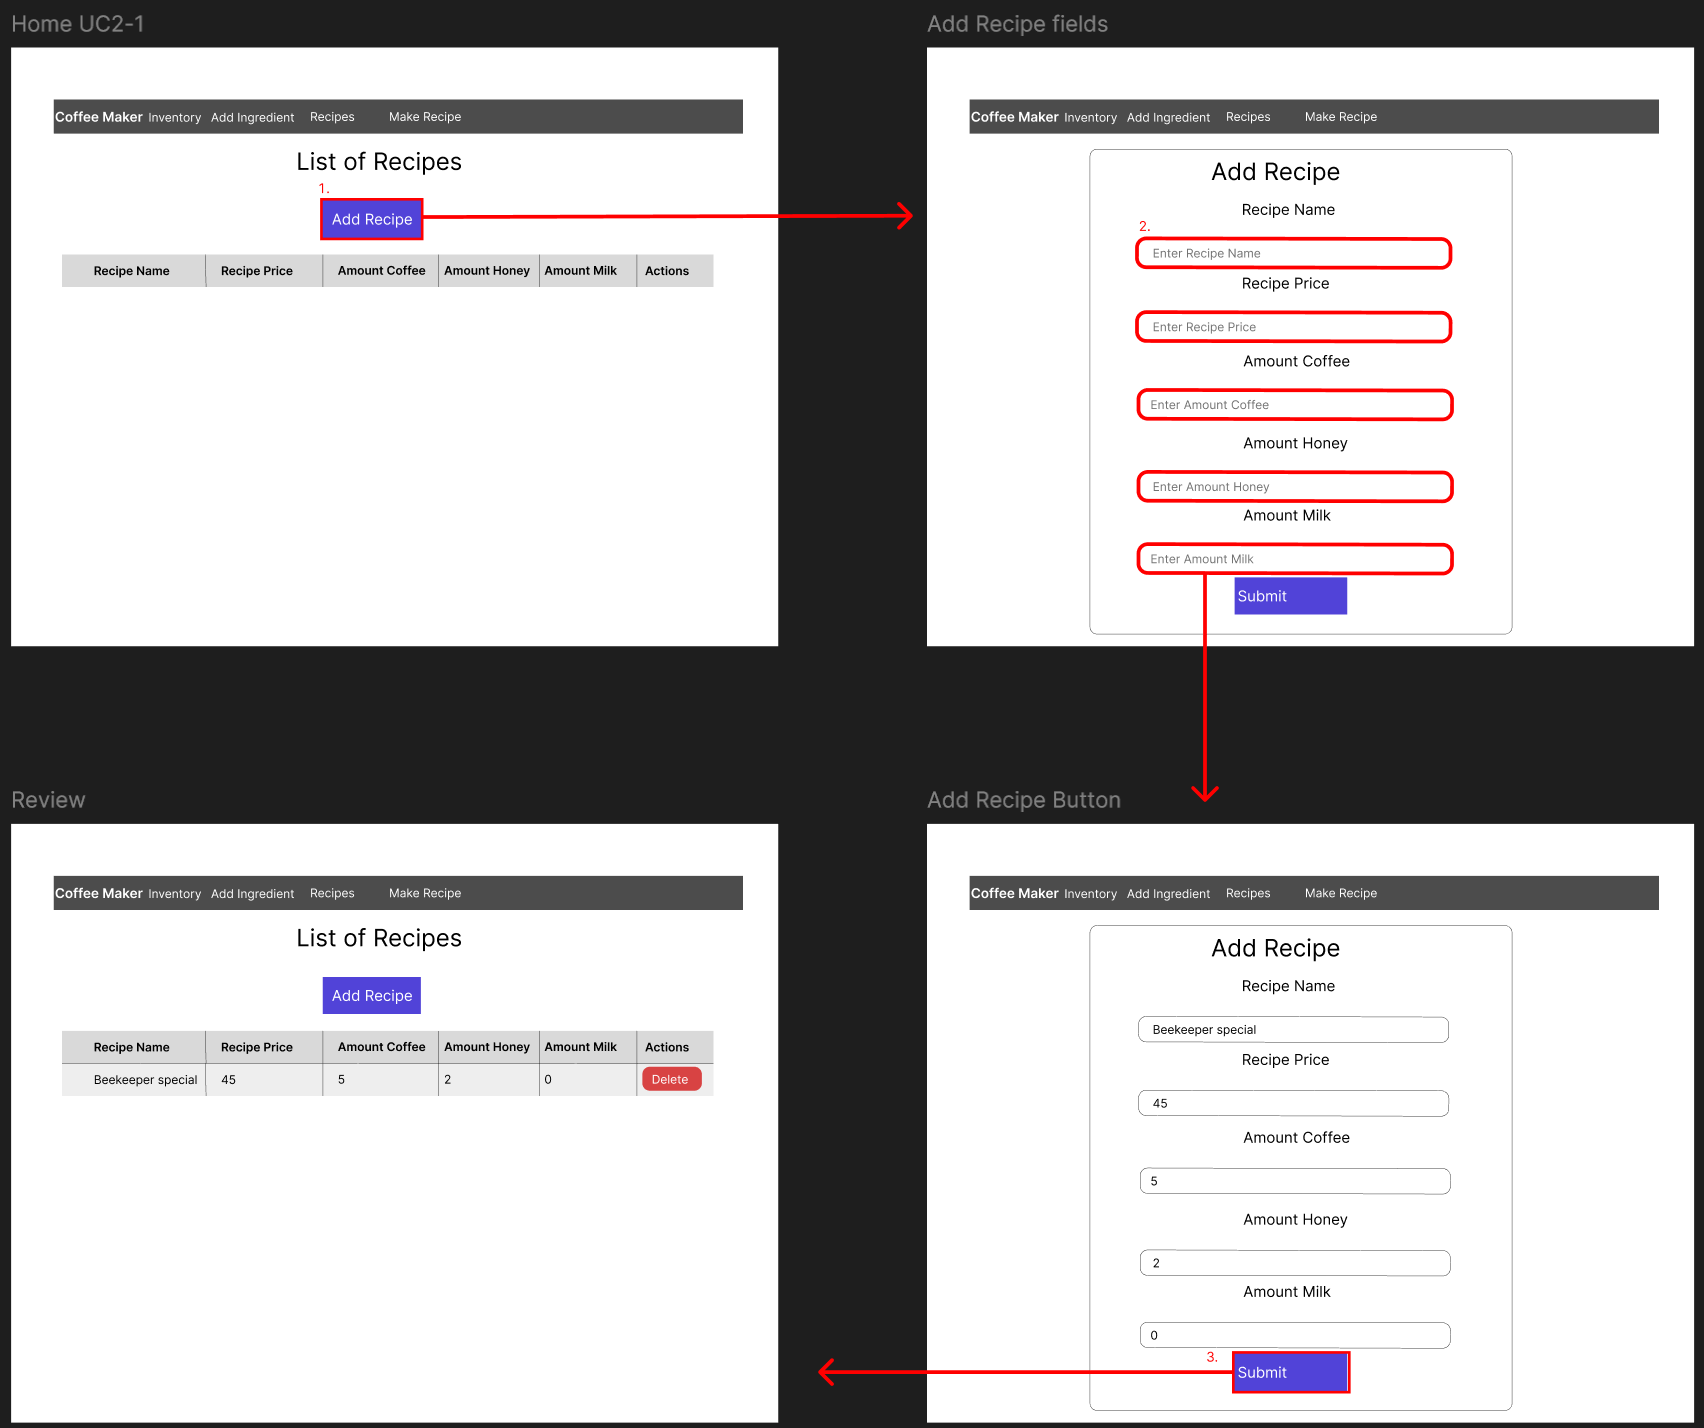 Home UC2-1
Coffee Maker Inventory Add Ingredient Recipes Make Recipe
List of Recipes
1.
Add Recipe
Recipe Name Recipe Price Amount Coffee Amount Honey Amount Milk Actions
Add Recipe fields
Coffee Maker Inventory Add Ingredient Recipes Make Recipe
Add Recipe
Recipe Name
2.
Enter Recipe Name
Recipe Price
Enter Recipe Price
Amount Coffee
Enter Amount Coffee
Amount Honey
Enter Amount Honey
Amount Milk
Enter Amount Milk
Submit
Review
Coffee Maker Inventory Add Ingredient Recipes Make Recipe
List of Recipes
Add Recipe
Recipe Name Recipe Price Amount Coffee Amount Honey Amount Milk Actions
Beekeeper special 45 5 2 0 Delete
Add Recipe Button
Coffee Maker Inventory Add Ingredient Recipes Make Recipe
Add Recipe
Recipe Name
Beekeeper special
Recipe Price
45
Amount Coffee
5
Amount Honey
2
Amount Milk
0
3.
Submit